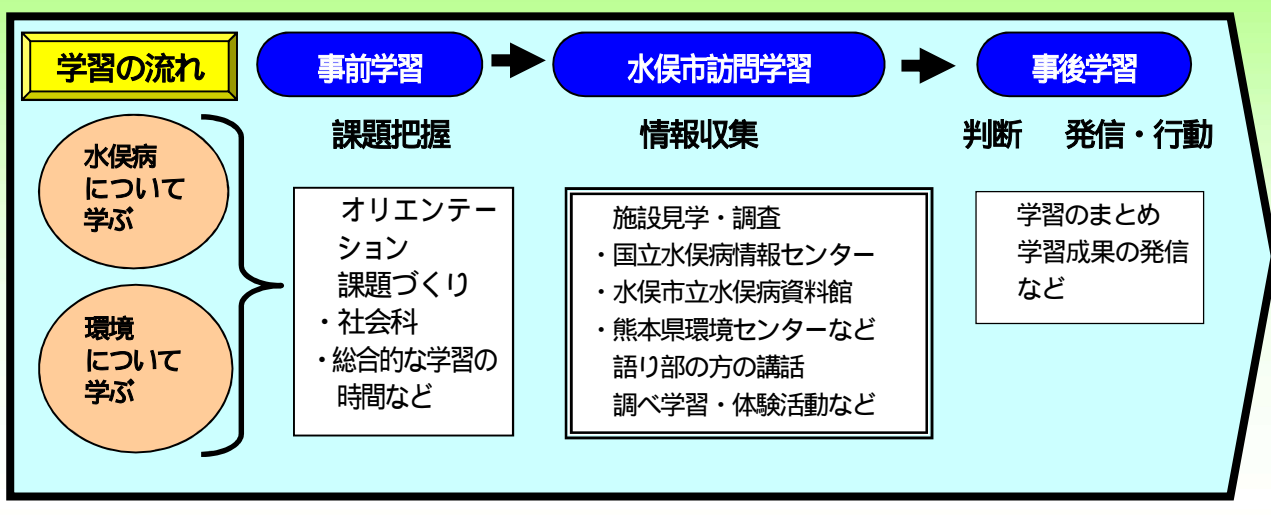 学習の流れ
事前学習
水俣市訪問学習
事後学習
課題把握
情報収集
判断 発信・行動
水俣病
について
学ぶ
環境
について
学ぶ
オリエンテー
ション
課題づくり
・社会科
・総合的な学習の
時間など
施設見学・調査
・国立水俣病情報センター
・水俣市立水俣病資料館
・熊本県環境センターなど
語り部の方の講話
調べ学習・体験活動など
学習のまとめ
学習成果の発信
など